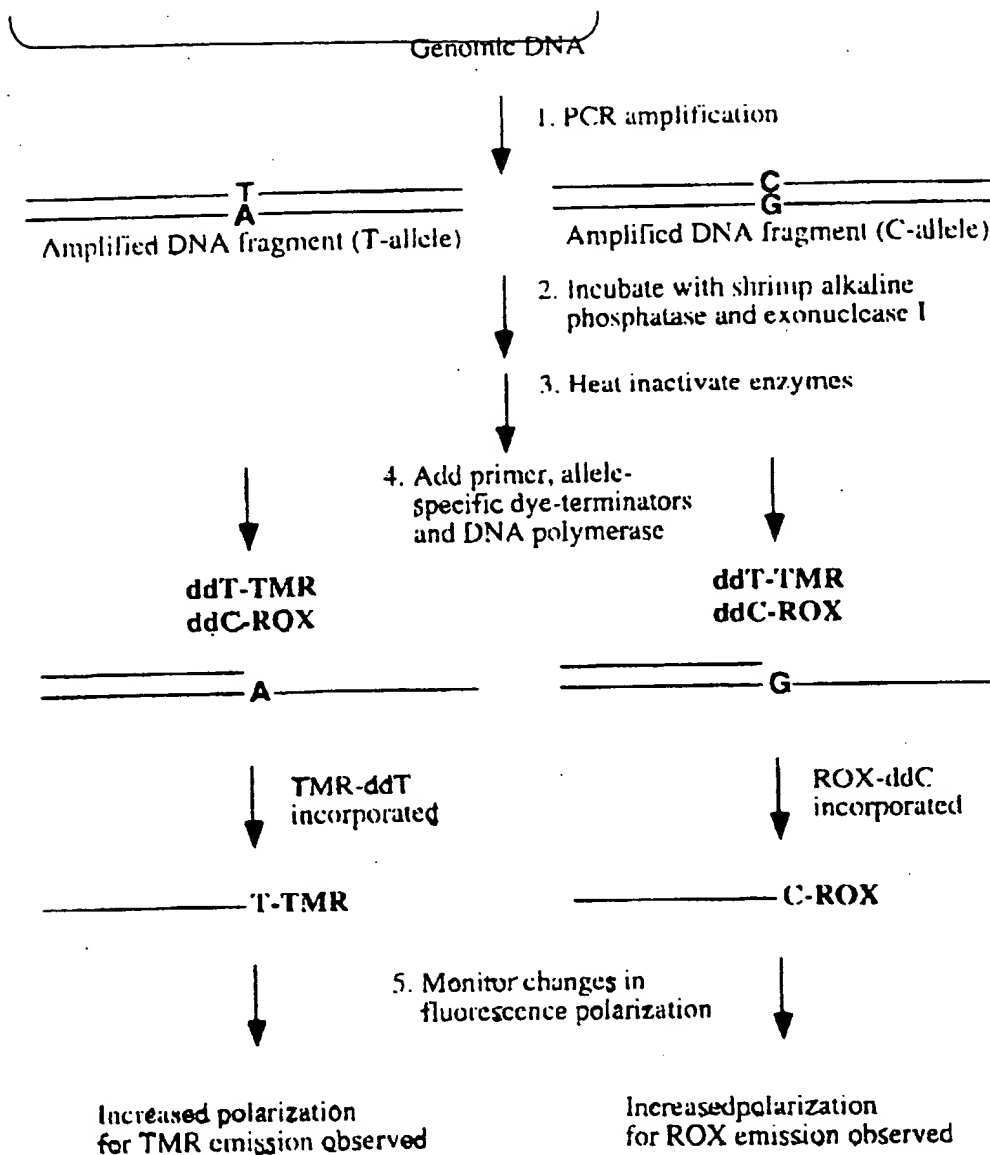 Genomic DNA
1. PCR amplification
T
A
Amplified DNA fragment (T-allele)
C
G
Amplified DNA fragment (C-allele)
2. Incubate with shrimp alkaline
phosphatase and exonuclease I
3. Heat inactivate enzymes
4. Add primer, allele-
specific dye-terminators
and DNA polymerase
ddT-TMR
ddC-ROX
ddT-TMR
ddC-ROX
A
G
TMR-ddT
incorporated
ROX-ddC
incorporated
T-TMR
C-ROX
5. Monitor changes in
fluorescence polarization
Increased polarization
for TMR emission observed
Increasedpolarization
for ROX emission observed